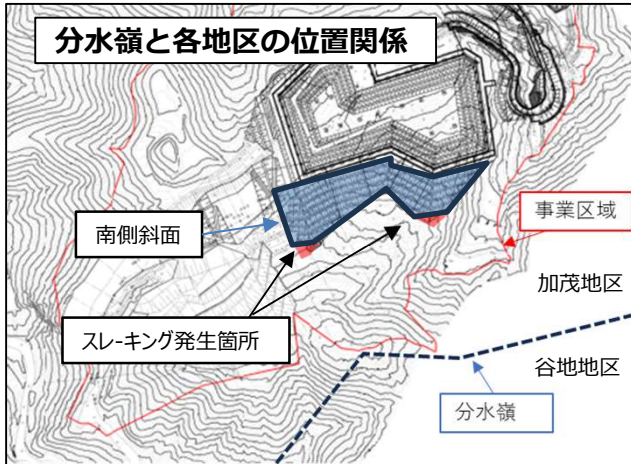 分水嶺と各地区の位置関係
南側斜面
事業区域
加茂地区
スレーキング発生箇所
谷地地区
分水嶺